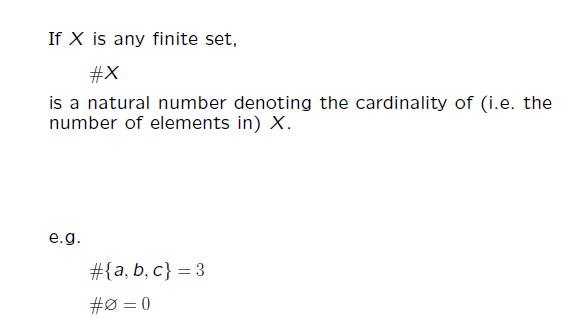 If X is any finite set,
#X
is a natural number denoting the cardinality of (i.e. the
number of elements in) X.
e.g.
#{a, b, c} = 3
#∅ = 0